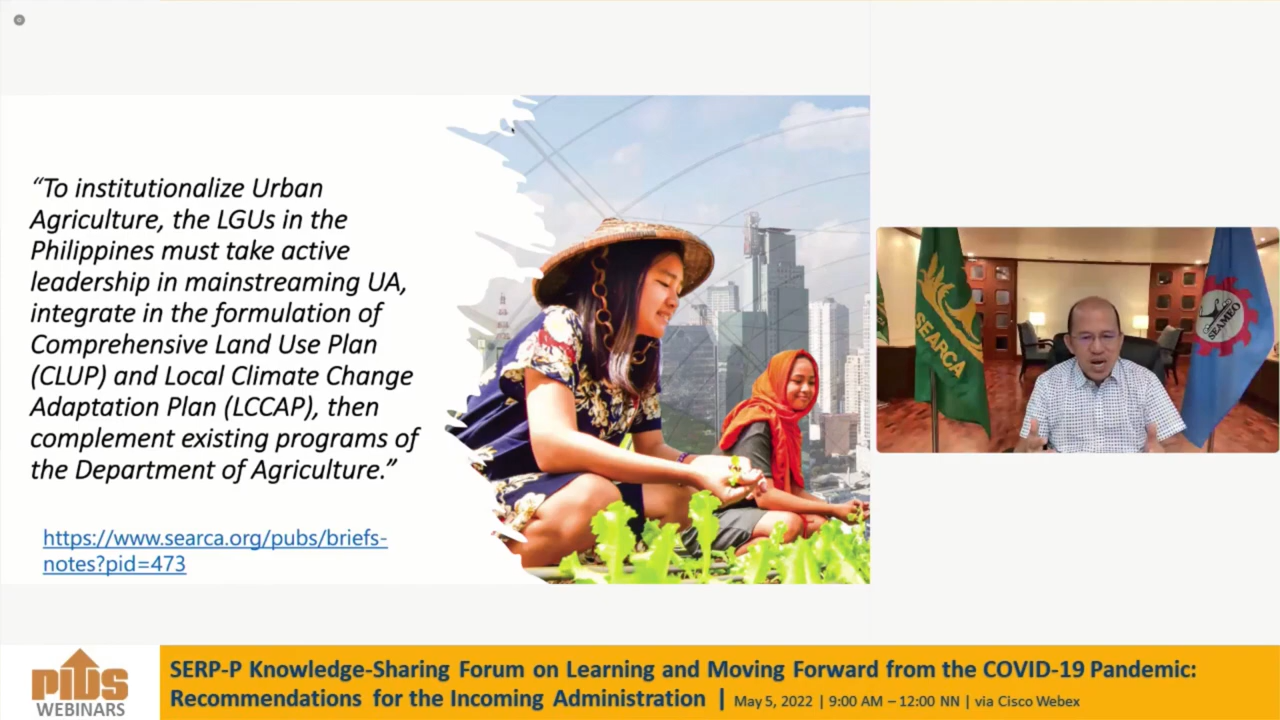 “To institutionalize Urban
Agriculture, the LGUs in the
Philippines must take active
leadership in mainstreaming UA,
integrate in the formulation of
Comprehensive Land Use Plan
(CLUP) and Local Climate Change
Adaptation Plan (LCCAP), then
complement existing programs of
the Department of Agriculture.”
https://www.searca.org/pubs/briefs-
notes?pid=473
SEARCA
SEAMEO
PIDS
WEBINARS
SERP-P Knowledge-Sharing Forum on Learning and Moving Forward from the COVID-19 Pandemic:
Recommendations for the Incoming Administration | May 5, 2022 | 9:00 AM – 12:00 NN | via Cisco Webex